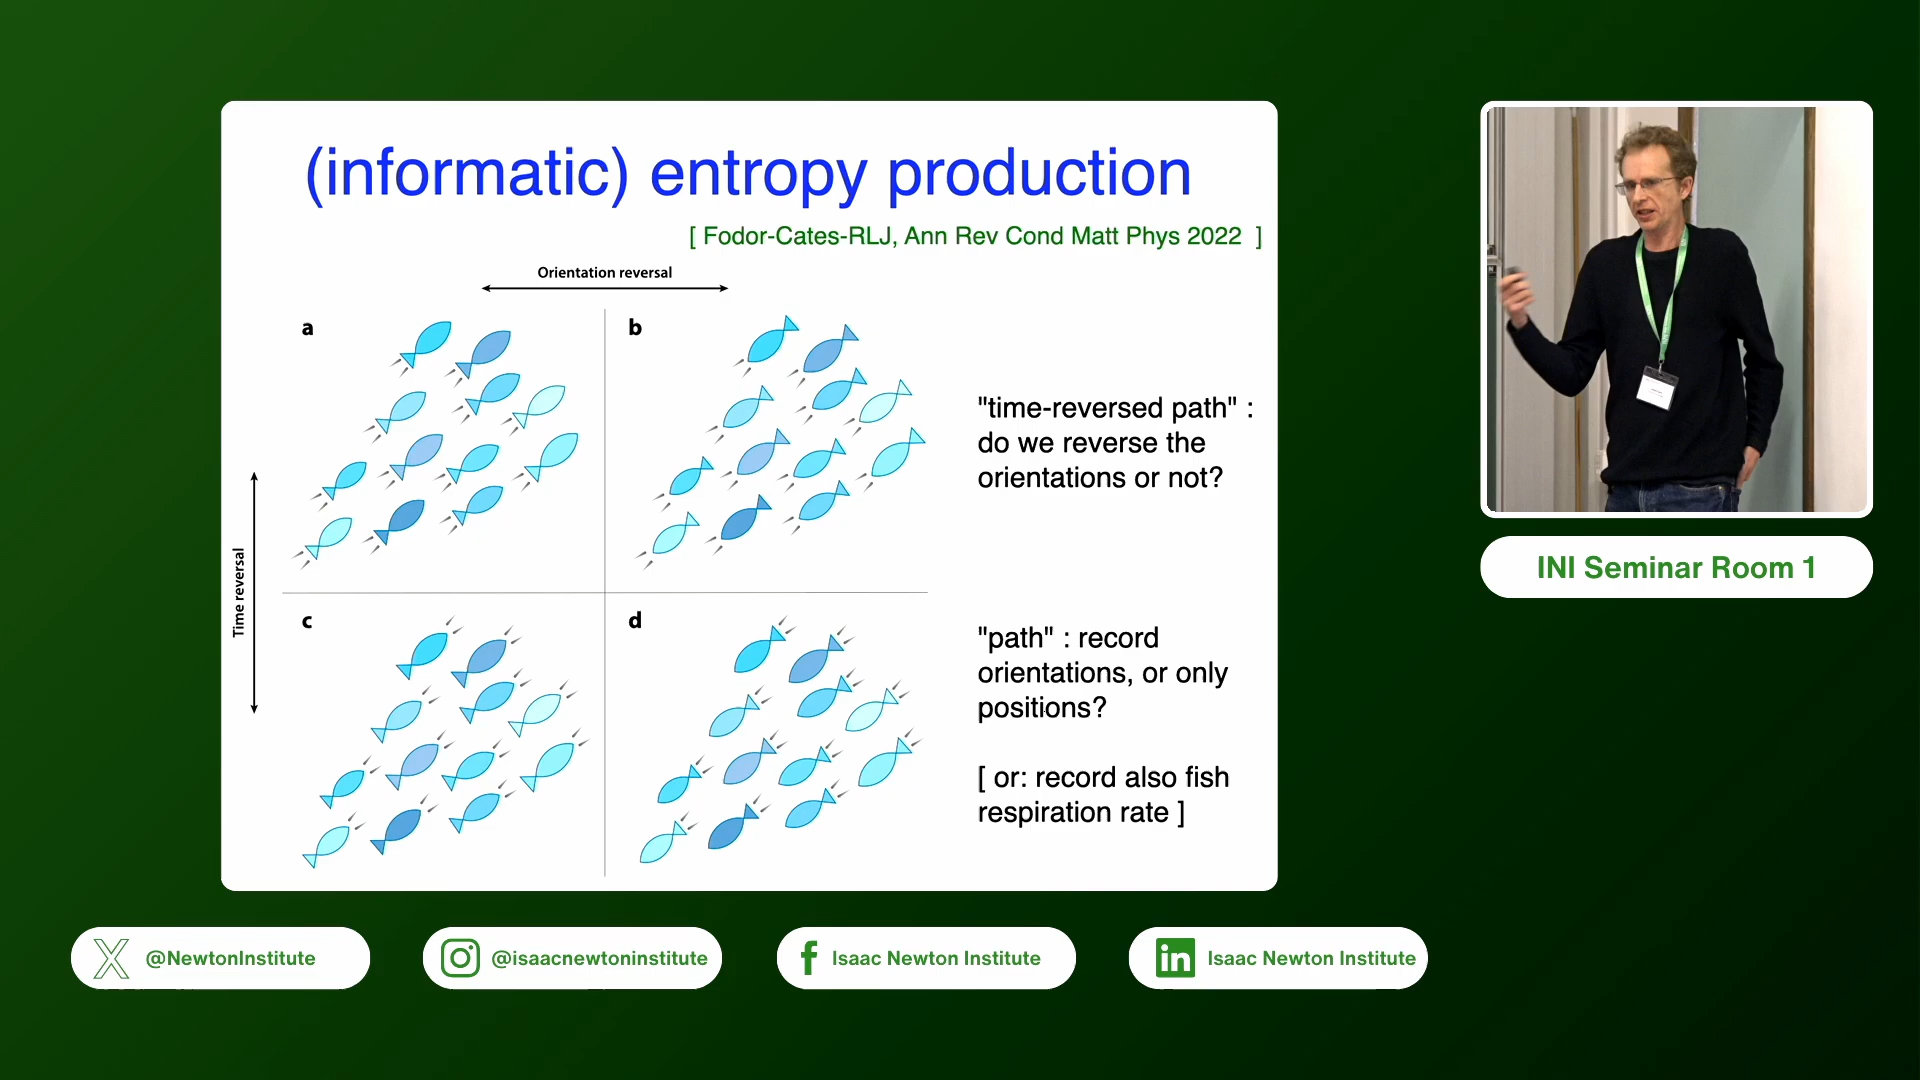 (informatic) entropy production
[ Fodor-Cates-RLJ, Ann Rev Cond Matt Phys 2022 ]
Orientation reversal
a
b
"time-reversed path" :
do we reverse the
orientations or not?
Time reversal
c
d
"path" : record
orientations, or only
positions?
[ or: record also fish
respiration rate ]
INI Seminar Room 1
@NewtonInstitute
@isaacnewtoninstitute
Isaac Newton Institute
Isaac Newton Institute